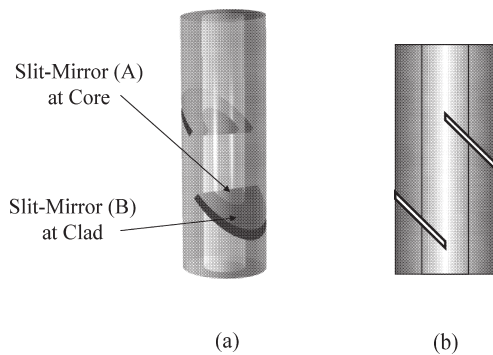 Slit-Mirror (A)
at Core
Slit-Mirror (B)
at Clad
(a)
(b)